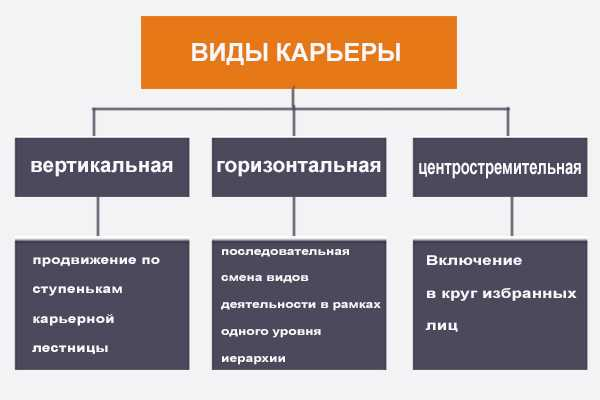 ВИДЫ КАРЬЕРЫ
вертикальная
горизонтальная
центростремительная
продвижение по
ступенькам
карьерной
лестницы
последовательная
смена видов
деятельности в рамках
одного уровня
иерархии
Включение
в круг избранных
лиц